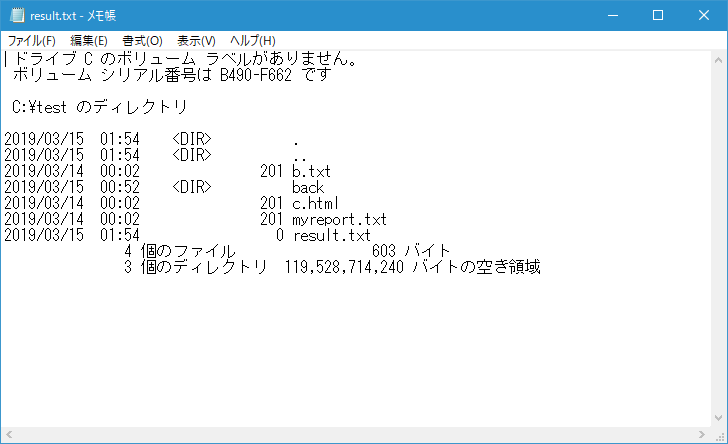 result.txt - メモ帳
ファイル(F) 編集(E) 書式(O) 表示(V) ヘルプ(H)
ドライブ C のボリューム ラベルがありません。
ボリューム シリアル番号は B490-F662 です
C:¥test のディレクトリ
2019/03/15 01:54 <DIR> .
2019/03/15 01:54 <DIR> ..
2019/03/14 00:02 201 b.txt
2019/03/15 00:52 <DIR> back
2019/03/14 00:02 201 c.html
2019/03/14 00:02 201 myreport.txt
2019/03/15 01:54 0 result.txt
4 個のファイル 603 バイト
3 個のディレクトリ 119,528,714,240 バイトの空き領域